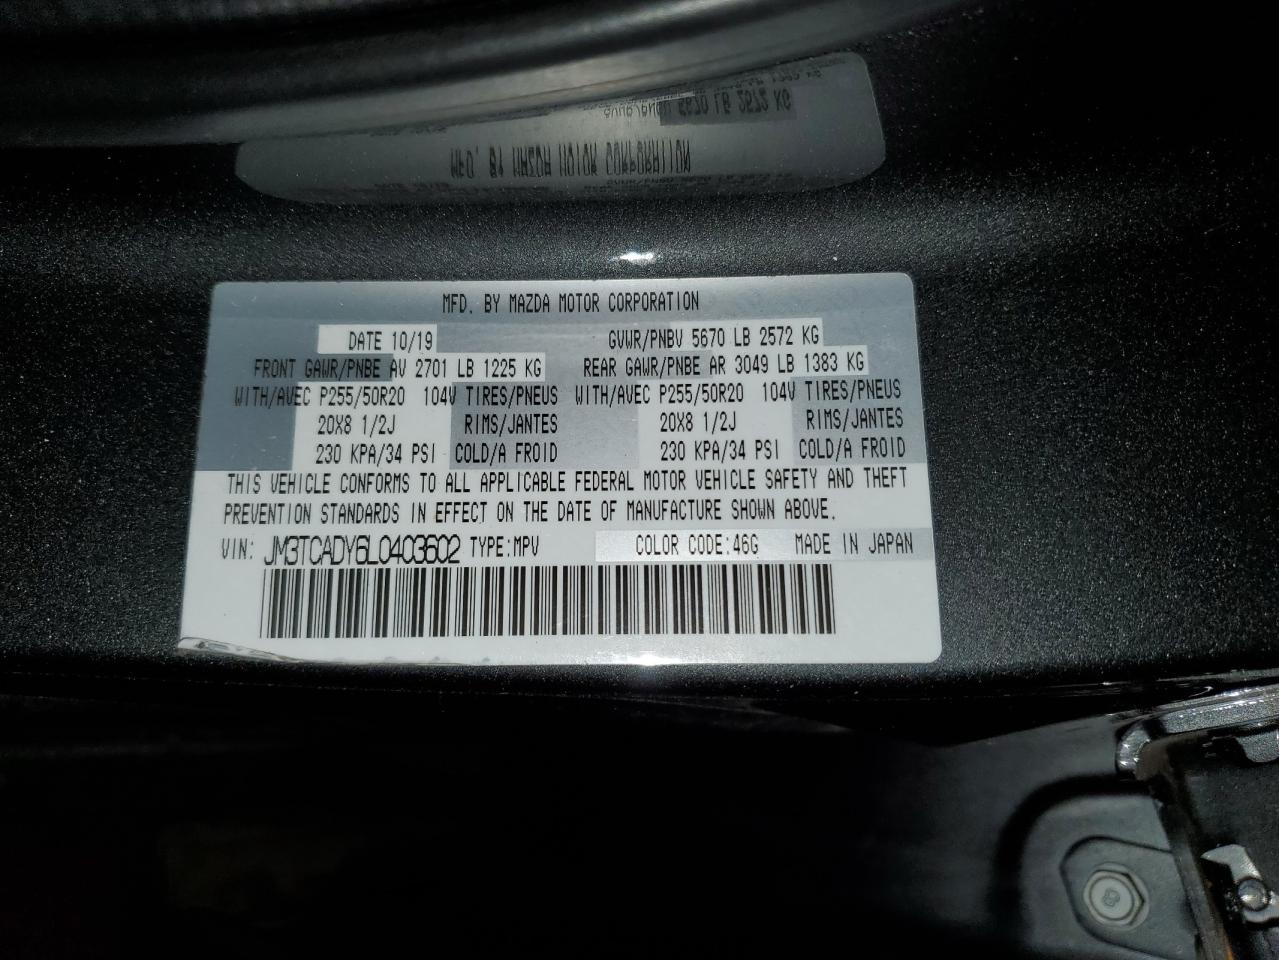 MFD. BY MAZDA MOTOR CORPORATION
DATE 10/19 GVWR/PNBV 5670 LB 2572 KG
FRONT GAWR/PNBE AV 2701 LB 1225 KG REAR GAWR/PNBE AR 3049 LB 1383 KG
WITH/AVEC P255/50R20 104V TIRES/PNEUS WITH/AVEC P255/50R20 104V TIRES/PNEUS
20X8 1/2J RIMS/JANTES 20X8 1/2J RIMS/JANTES
230 KPA/34 PSI COLD/A FROID 230 KPA/34 PSI COLD/A FROID
THIS VEHICLE CONFORMS TO ALL APPLICABLE FEDERAL MOTOR VEHICLE SAFETY AND THEFT
PREVENTION STANDARDS IN EFFECT ON THE DATE OF MANUFACTURE SHOWN ABOVE.
VIN: JM3TCADY6L0403602 TYPE:MPV COLOR CODE:46G MADE IN JAPAN
8